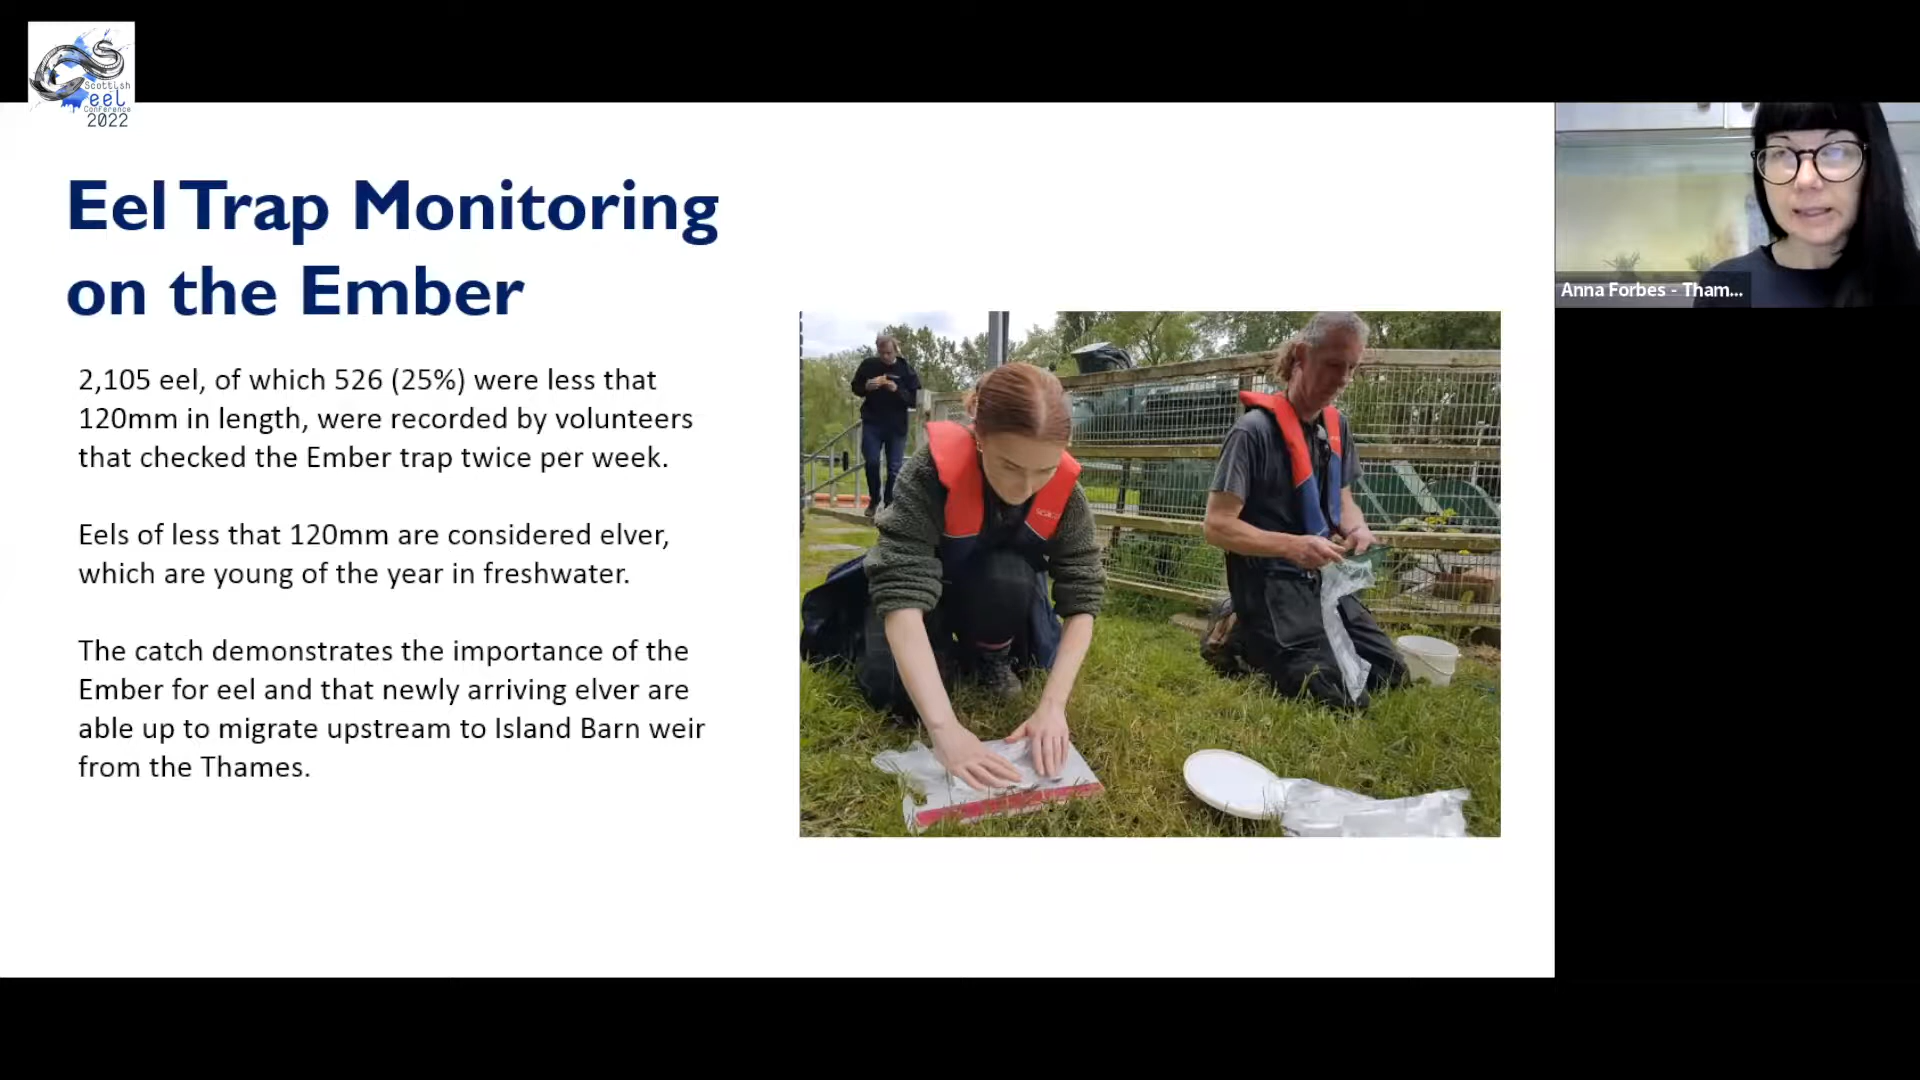 Scottish
eel
Conference
2022
Eel Trap Monitoring
on the Ember
2,105 eel, of which 526 (25%) were less that
120mm in length, were recorded by volunteers
that checked the Ember trap twice per week.
Eels of less that 120mm are considered elver,
which are young of the year in freshwater.
The catch demonstrates the importance of the
Ember for eel and that newly arriving elver are
able up to migrate upstream to Island Barn weir
from the Thames.
Anna Forbes - Tham...